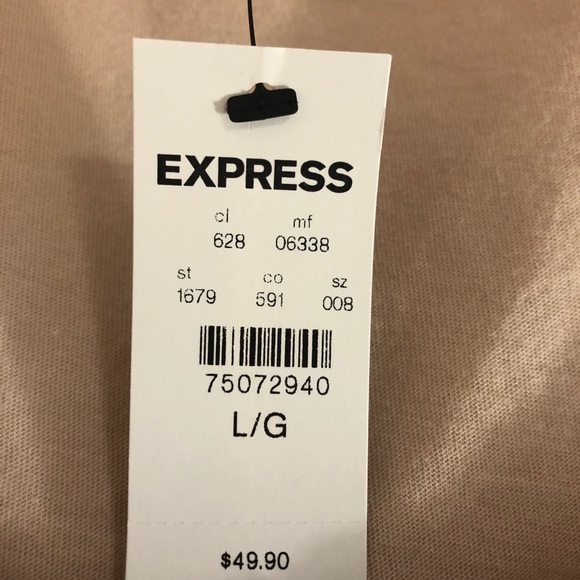 EXPRESS
cl mf
628 06338
st co sz
1679 591 008
75072940
L/G
$49.90